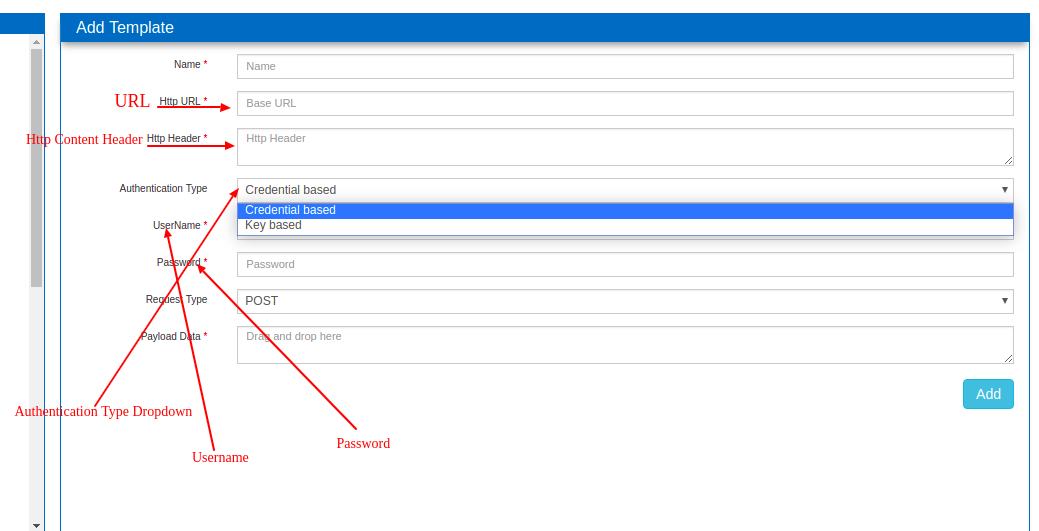 Add Template
Name * Name
URL Http URL * Base URL
Http Content Header Http Header * Http Header
Authentication Type Credential based
Credential based
UserName * Key based
Password * Password
Request Type POST
Payload Data * Drag and drop here
Add
Authentication Type Dropdown
Password
Username